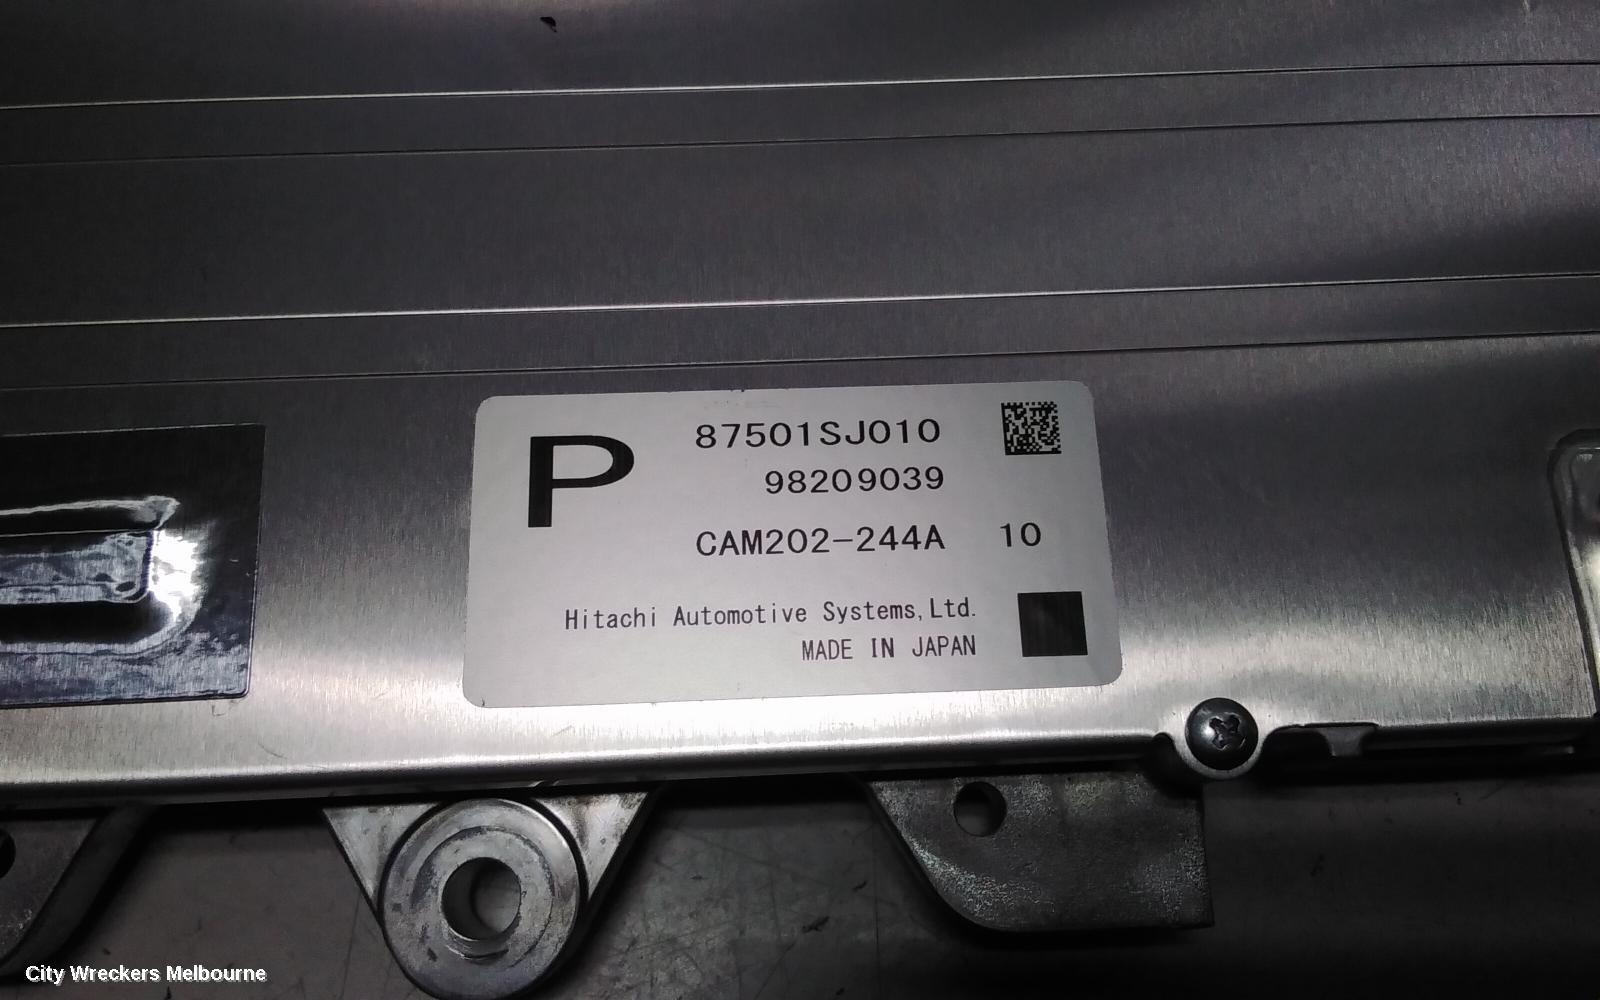 P
87501SJ010
98209039
CAM202-244A 10
Hitachi Automotive Systems,Ltd.
MADE IN JAPAN
City Wreckers Melbourne